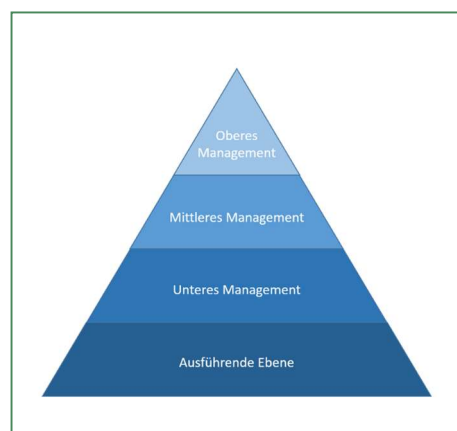 Oberes
Management
Mittleres Management
Unteres Management
Ausführende Ebene